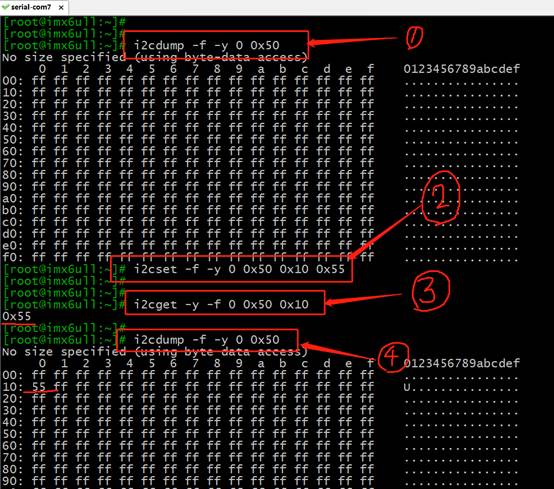 serial-com7
[root@imx6ull:~]#
[root@imx6ull:~]#
[root@imx6ull:~]# i2cdump -f -y 0 0x50
①
No size specified (using byte-data access)
     0  1  2  3  4  5  6  7  8  9  a  b  c  d  e  f    0123456789abcdef
00: ff ff ff ff ff ff ff ff ff ff ff ff ff ff ff ff    ................
10: ff ff ff ff ff ff ff ff ff ff ff ff ff ff ff ff    ................
20: ff ff ff ff ff ff ff ff ff ff ff ff ff ff ff ff    ................
30: ff ff ff ff ff ff ff ff ff ff ff ff ff ff ff ff    ................
40: ff ff ff ff ff ff ff ff ff ff ff ff ff ff ff ff    ................
50: ff ff ff ff ff ff ff ff ff ff ff ff ff ff ff ff    ................
60: ff ff ff ff ff ff ff ff ff ff ff ff ff ff ff ff    ................
70: ff ff ff ff ff ff ff ff ff ff ff ff ff ff ff ff    ................
80: ff ff ff ff ff ff ff ff ff ff ff ff ff ff ff ff    ................
90: ff ff ff ff ff ff ff ff ff ff ff ff ff ff ff ff    ................
a0: ff ff ff ff ff ff ff ff ff ff ff ff ff ff ff ff    ................
b0: ff ff ff ff ff ff ff ff ff ff ff ff ff ff ff ff    ................
c0: ff ff ff ff ff ff ff ff ff ff ff ff ff ff ff ff    ................
d0: ff ff ff ff ff ff ff ff ff ff ff ff ff ff ff ff    ................
e0: ff ff ff ff ff ff ff ff ff ff ff ff ff ff ff ff    ................
f0: ff ff ff ff ff ff ff ff ff ff ff ff ff ff ff ff    ................
②
[root@imx6ull:~]# i2cset -f -y 0 0x50 0x10 0x55
[root@imx6ull:~]#
[root@imx6ull:~]#
[root@imx6ull:~]# i2cget -y -f 0 0x50 0x10
③
0x55
[root@imx6ull:~]#
[root@imx6ull:~]# i2cdump -f -y 0 0x50
④
No size specified (using byte-data access)
     0  1  2  3  4  5  6  7  8  9  a  b  c  d  e  f    0123456789abcdef
00: ff ff ff ff ff ff ff ff ff ff ff ff ff ff ff ff    ................
10: 55 ff ff ff ff ff ff ff ff ff ff ff ff ff ff ff    U...............
20: ff ff ff ff ff ff ff ff ff ff ff ff ff ff ff ff    ................
30: ff ff ff ff ff ff ff ff ff ff ff ff ff ff ff ff    ................
40: ff ff ff ff ff ff ff ff ff ff ff ff ff ff ff ff    ................
50: ff ff ff ff ff ff ff ff ff ff ff ff ff ff ff ff    ................
60: ff ff ff ff ff ff ff ff ff ff ff ff ff ff ff ff    ................
70: ff ff ff ff ff ff ff ff ff ff ff ff ff ff ff ff    ................
80: ff ff ff ff ff ff ff ff ff ff ff ff ff ff ff ff    ................
90: ff ff ff ff ff ff ff ff ff ff ff ff ff ff ff ff    ................